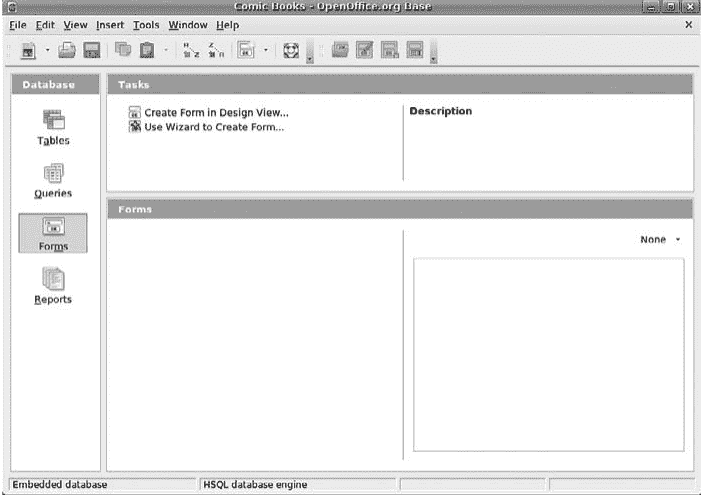 Comic Books - OpenOffice.org Base
File Edit View Insert Tools Window Help
Database
Tasks
Create Form in Design View...
Use Wizard to Create Form...
Description
Tables
Queries
Forms
Reports
Forms
None
Embedded database
HSQL database engine